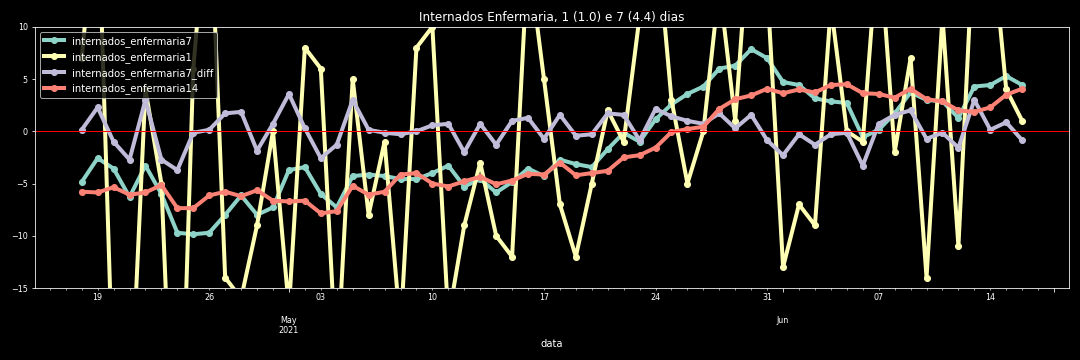 Internados Enfermaria, 1 (1.0) e 7 (4.4) dias
internados_enfermaria7
internados_enfermaria1
internados_enfermaria7_diff
internados_enfermaria14
10
5
0
−5
−10
−15
19 26 03 10 17 24 31 07 14
May Jun
2021
data